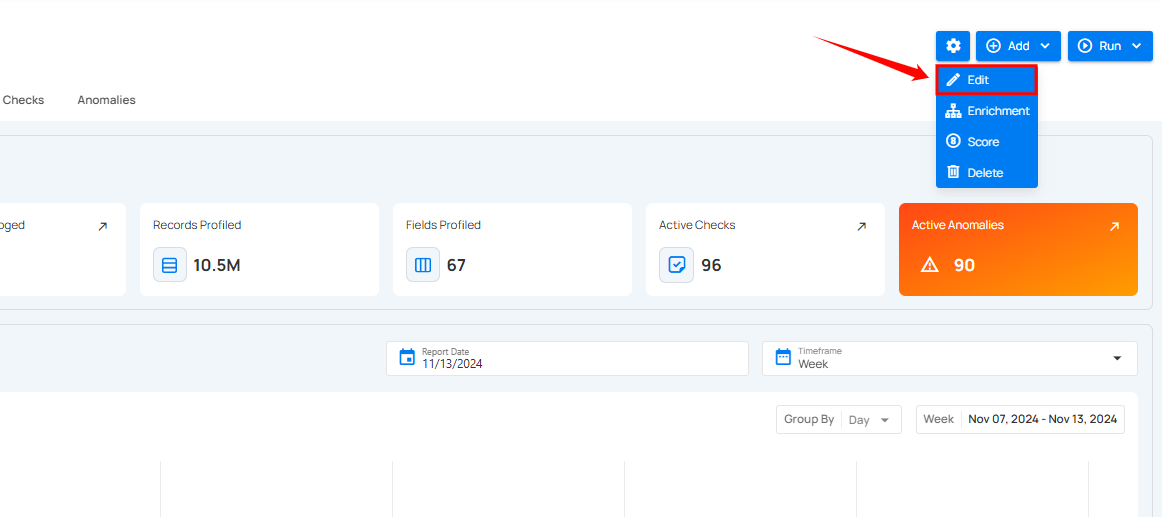 Add
Run
Edit
Checks
Anomalies
Enrichment
Score
Delete
Records Profiled
Fields Profiled
Active Checks
Active Anomalies
10.5M
67
96
90
Report Date
11/13/2024
Timeframe
Week
Group By Day
Week Nov 07, 2024 - Nov 13, 2024